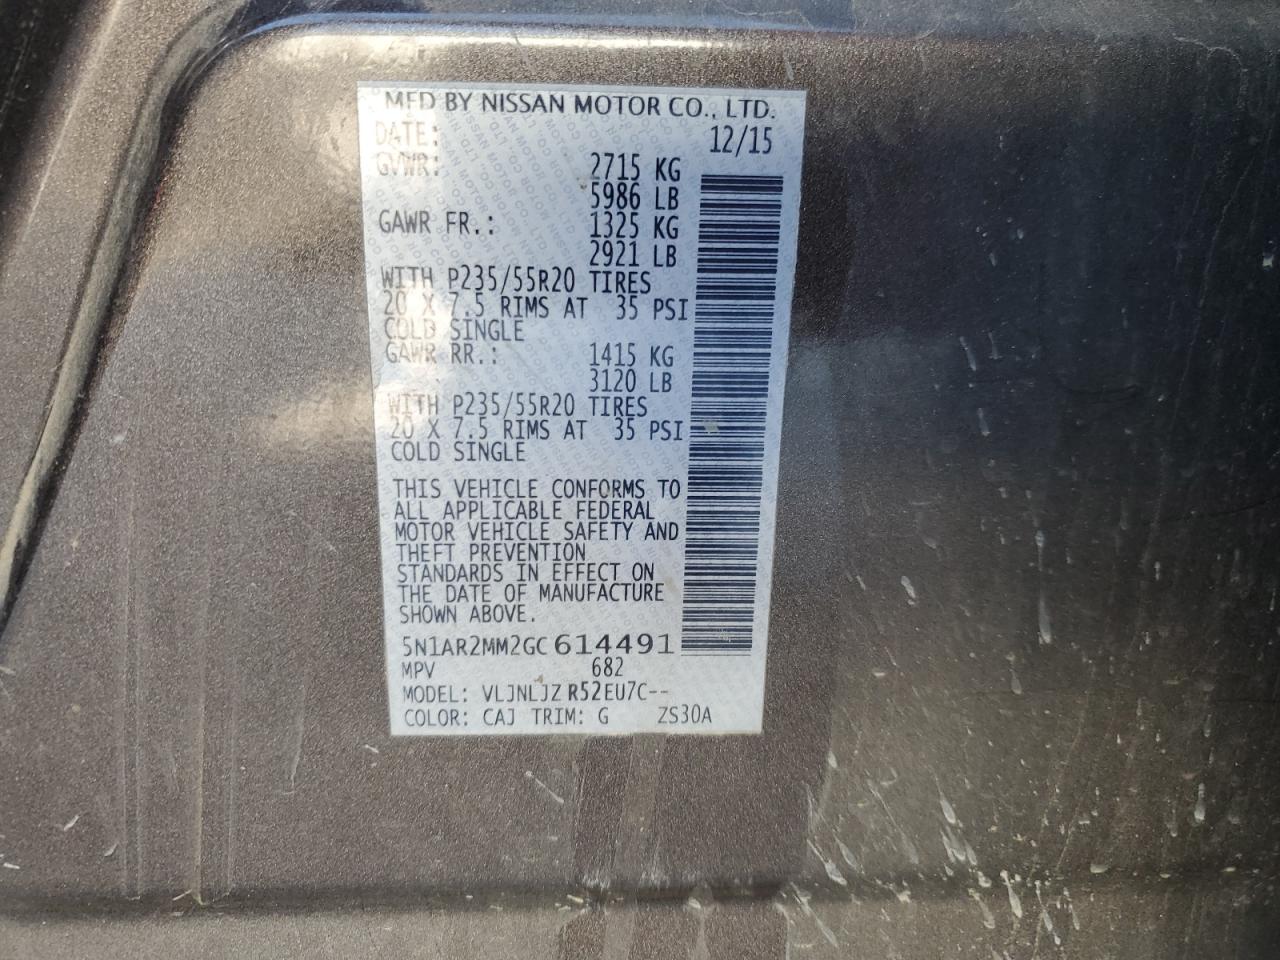 MFD BY NISSAN MOTOR CO., LTD.
DATE: 12/15
GVWR: 2715 KG
5986 LB
GAWR FR.: 1325 KG
2921 LB
WITH P235/55R20 TIRES
20 X 7.5 RIMS AT 35 PSI
COLD SINGLE
GAWR RR.: 1415 KG
3120 LB
WITH P235/55R20 TIRES
20 X 7.5 RIMS AT 35 PSI
COLD SINGLE
THIS VEHICLE CONFORMS TO
ALL APPLICABLE FEDERAL
MOTOR VEHICLE SAFETY AND
THEFT PREVENTION
STANDARDS IN EFFECT ON
THE DATE OF MANUFACTURE
SHOWN ABOVE.
5N1AR2MM2GC614491
MPV 682
MODEL: VLJNLJZ R52EU7C--
COLOR: CAJ TRIM: G ZS30A